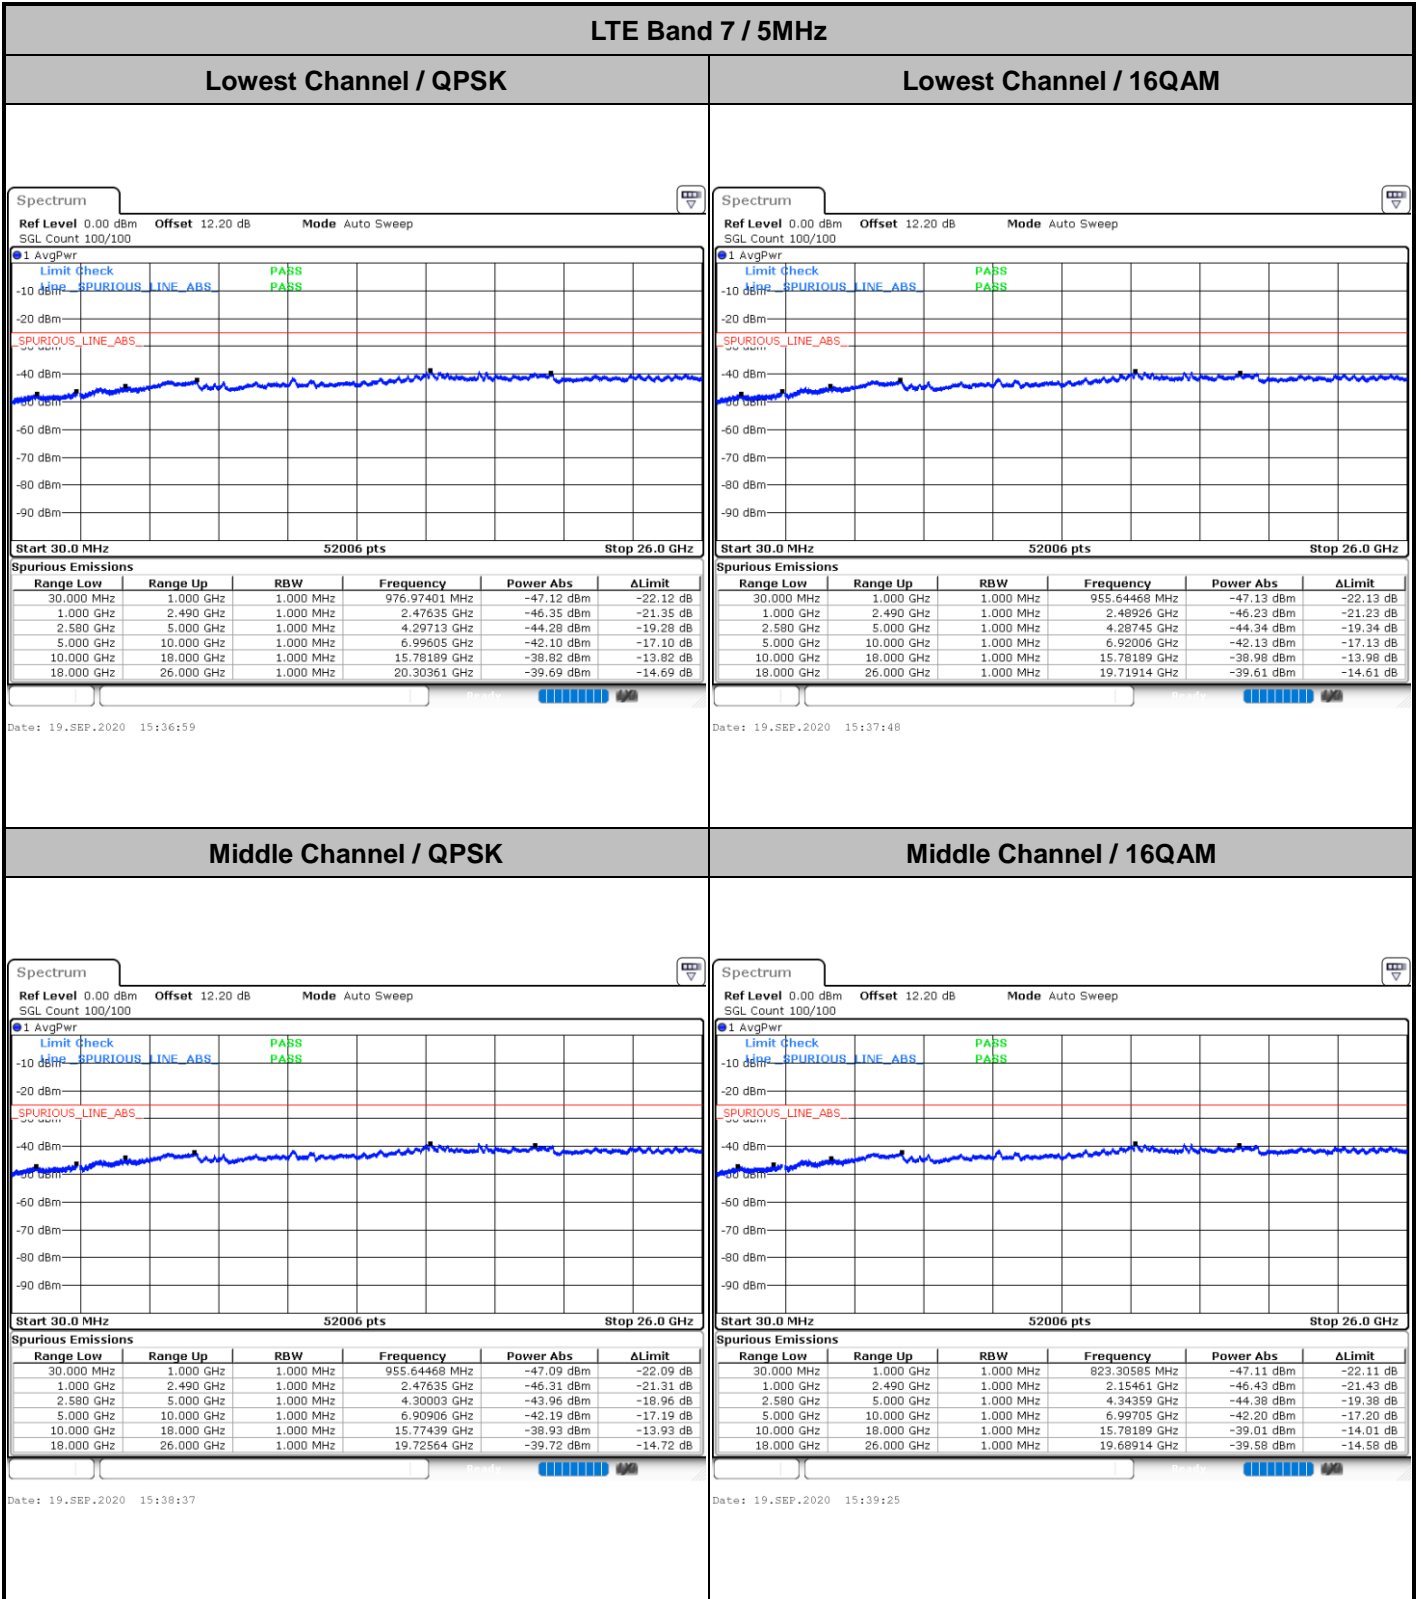 LTE Band 7 / 5MHz
Lowest Channel / QPSK
Lowest Channel / 16QAM
Spectrum
Ref Level 0.00 dBm Offset 12.20 dB Mode Auto Sweep
SGL Count 100/100
1 AvgPwr
Limit Check PASS
Line _SPURIOUS_LINE_ABS_ PASS
-10 dBm
-20 dBm
_SPURIOUS_LINE_ABS_
-30 dBm
-40 dBm
-50 dBm
-60 dBm
-70 dBm
-80 dBm
-90 dBm
Start 30.0 MHz 52006 pts Stop 26.0 GHz
Spurious Emissions
Range Low Range Up RBW Frequency Power Abs ΔLimit
30.000 MHz 1.000 GHz 1.000 MHz 976.97401 MHz -47.12 dBm -22.12 dB
1.000 GHz 2.490 GHz 1.000 MHz 2.47635 GHz -46.35 dBm -21.35 dB
2.580 GHz 5.000 GHz 1.000 MHz 4.29713 GHz -44.28 dBm -19.28 dB
5.000 GHz 10.000 GHz 1.000 MHz 6.99605 GHz -42.10 dBm -17.10 dB
10.000 GHz 18.000 GHz 1.000 MHz 15.78189 GHz -38.82 dBm -13.82 dB
18.000 GHz 26.000 GHz 1.000 MHz 20.30361 GHz -39.69 dBm -14.69 dB
Ready
Date: 19.SEP.2020 15:36:59
Spectrum
Ref Level 0.00 dBm Offset 12.20 dB Mode Auto Sweep
SGL Count 100/100
1 AvgPwr
Limit Check PASS
Line _SPURIOUS_LINE_ABS_ PASS
-10 dBm
-20 dBm
_SPURIOUS_LINE_ABS_
-30 dBm
-40 dBm
-50 dBm
-60 dBm
-70 dBm
-80 dBm
-90 dBm
Start 30.0 MHz 52006 pts Stop 26.0 GHz
Spurious Emissions
Range Low Range Up RBW Frequency Power Abs ΔLimit
30.000 MHz 1.000 GHz 1.000 MHz 955.64468 MHz -47.13 dBm -22.13 dB
1.000 GHz 2.490 GHz 1.000 MHz 2.48926 GHz -46.23 dBm -21.23 dB
2.580 GHz 5.000 GHz 1.000 MHz 4.28745 GHz -44.34 dBm -19.34 dB
5.000 GHz 10.000 GHz 1.000 MHz 6.92006 GHz -42.13 dBm -17.13 dB
10.000 GHz 18.000 GHz 1.000 MHz 15.78189 GHz -38.98 dBm -13.98 dB
18.000 GHz 26.000 GHz 1.000 MHz 19.71914 GHz -39.61 dBm -14.61 dB
Ready
Date: 19.SEP.2020 15:37:48
Middle Channel / QPSK
Middle Channel / 16QAM
Spectrum
Ref Level 0.00 dBm Offset 12.20 dB Mode Auto Sweep
SGL Count 100/100
1 AvgPwr
Limit Check PASS
Line _SPURIOUS_LINE_ABS_ PASS
-10 dBm
-20 dBm
_SPURIOUS_LINE_ABS_
-30 dBm
-40 dBm
-50 dBm
-60 dBm
-70 dBm
-80 dBm
-90 dBm
Start 30.0 MHz 52006 pts Stop 26.0 GHz
Spurious Emissions
Range Low Range Up RBW Frequency Power Abs ΔLimit
30.000 MHz 1.000 GHz 1.000 MHz 955.64468 MHz -47.09 dBm -22.09 dB
1.000 GHz 2.490 GHz 1.000 MHz 2.47635 GHz -46.31 dBm -21.31 dB
2.580 GHz 5.000 GHz 1.000 MHz 4.30003 GHz -43.96 dBm -18.96 dB
5.000 GHz 10.000 GHz 1.000 MHz 6.90906 GHz -42.19 dBm -17.19 dB
10.000 GHz 18.000 GHz 1.000 MHz 15.77439 GHz -38.93 dBm -13.93 dB
18.000 GHz 26.000 GHz 1.000 MHz 19.72564 GHz -39.72 dBm -14.72 dB
Ready
Date: 19.SEP.2020 15:38:37
Spectrum
Ref Level 0.00 dBm Offset 12.20 dB Mode Auto Sweep
SGL Count 100/100
1 AvgPwr
Limit Check PASS
Line _SPURIOUS_LINE_ABS_ PASS
-10 dBm
-20 dBm
_SPURIOUS_LINE_ABS_
-30 dBm
-40 dBm
-50 dBm
-60 dBm
-70 dBm
-80 dBm
-90 dBm
Start 30.0 MHz 52006 pts Stop 26.0 GHz
Spurious Emissions
Range Low Range Up RBW Frequency Power Abs ΔLimit
30.000 MHz 1.000 GHz 1.000 MHz 823.30585 MHz -47.11 dBm -22.11 dB
1.000 GHz 2.490 GHz 1.000 MHz 2.15461 GHz -46.43 dBm -21.43 dB
2.580 GHz 5.000 GHz 1.000 MHz 4.34359 GHz -44.38 dBm -19.38 dB
5.000 GHz 10.000 GHz 1.000 MHz 6.99705 GHz -42.20 dBm -17.20 dB
10.000 GHz 18.000 GHz 1.000 MHz 15.78189 GHz -39.01 dBm -14.01 dB
18.000 GHz 26.000 GHz 1.000 MHz 19.68914 GHz -39.58 dBm -14.58 dB
Ready
Date: 19.SEP.2020 15:39:25